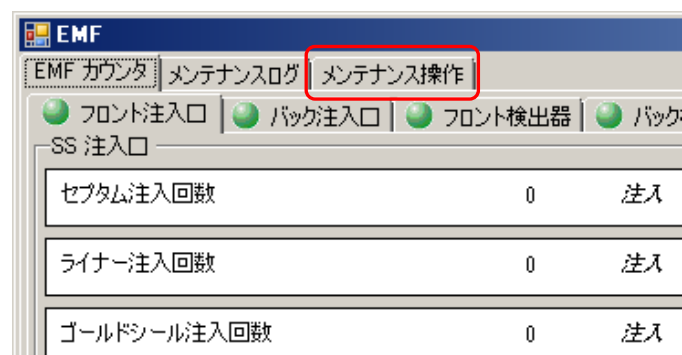 EMF
EMF カウンタ メンテナンスログ メンテナンス操作
フロント注入口 バック注入口 フロント検出器 バック
SS 注入口
セプタム注入回数 0 注入
ライナー注入回数 0 注入
ゴールドシール注入回数 0 注入